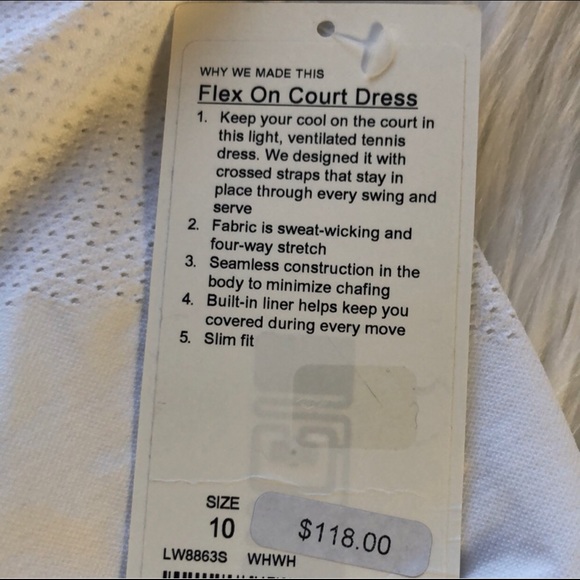 WHY WE MADE THIS
Flex On Court Dress
1. Keep your cool on the court in
this light, ventilated tennis
dress. We designed it with
crossed straps that stay in
place through every swing and
serve
2. Fabric is sweat-wicking and
four-way stretch
3. Seamless construction in the
body to minimize chafing
4. Built-in liner helps keep you
covered during every move
5. Slim fit
SIZE
10
$118.00
LW8863S WHWH